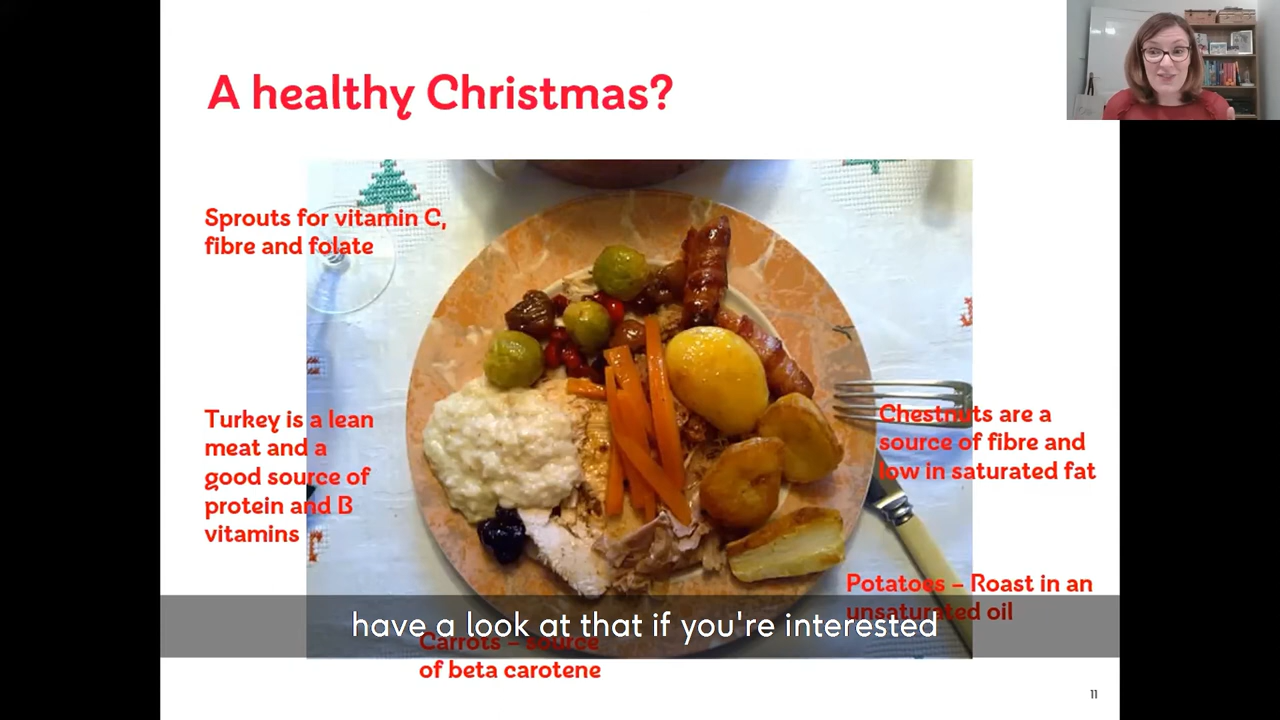 A healthy Christmas?
Sprouts for vitamin C,
fibre and folate
Turkey is a lean
meat and a
good source of
protein and B
vitamins
Chestnuts are a
source of fibre and
low in saturated fat
Potatoes – Roast in an
unsaturated oil
have a look at that if you're interested
Carrots – source
of beta carotene
11